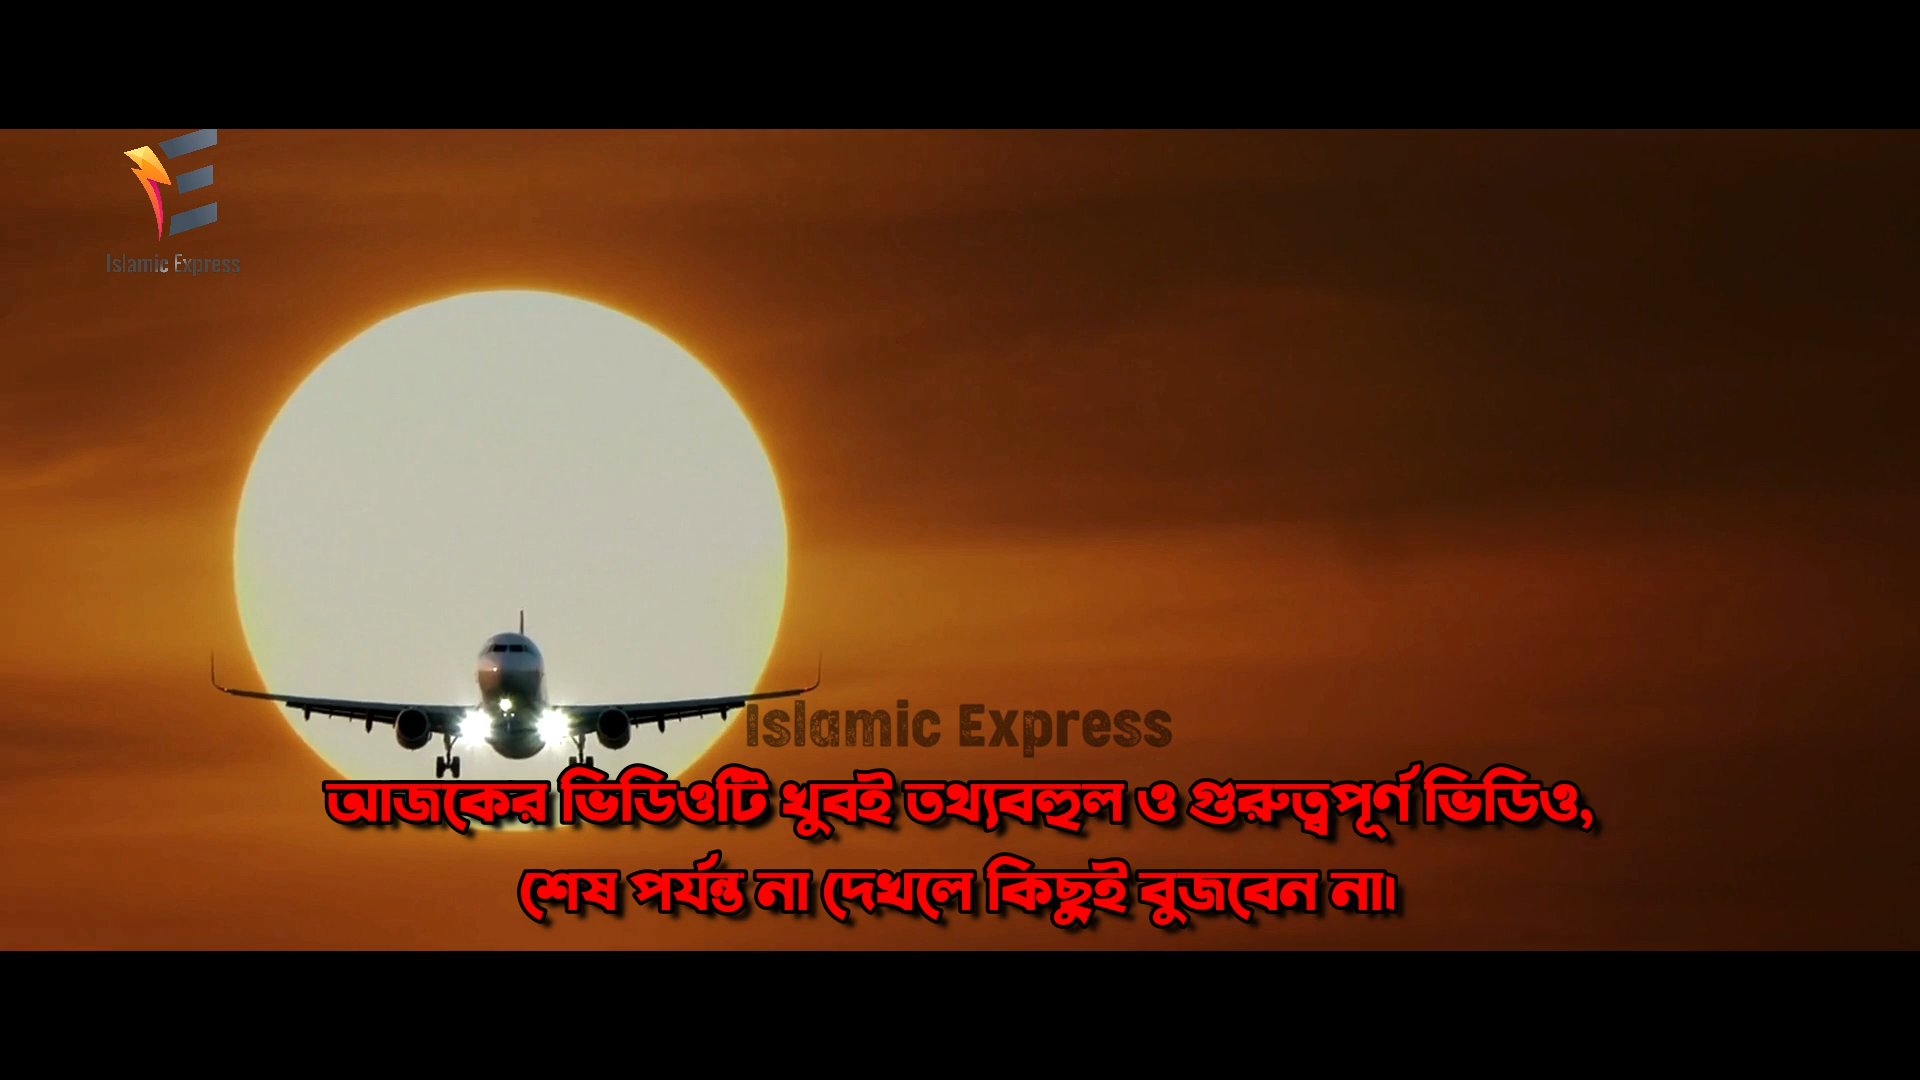 Islamic Express
Islamic Express
আজকের ভিডিওটি খুবই তথ্যবহুল ও গুরুত্বপূর্ণ ভিডিও,
শেষ পর্যন্ত না দেখলে কিছুই বুজবেন না।